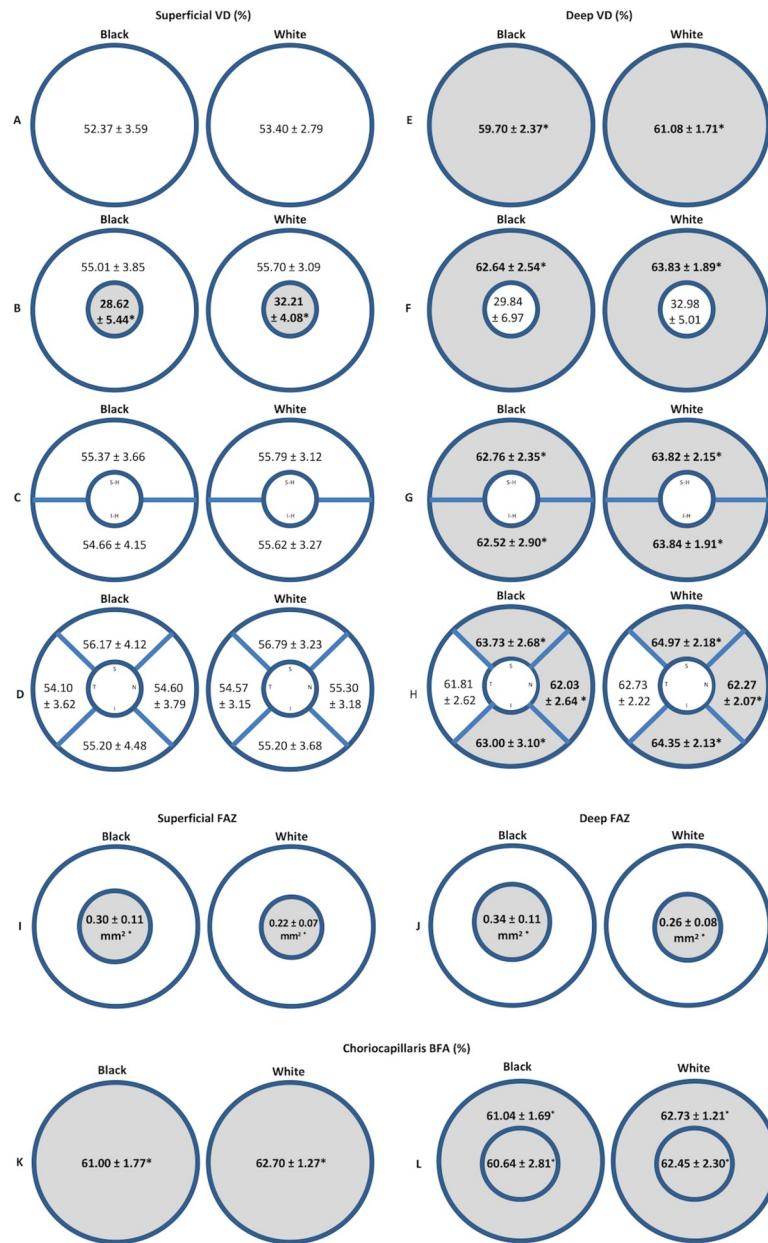 Superficial VD (%)
Black White
A 52.37 ± 3.59 53.40 ± 2.79
Black White
55.01 ± 3.85 55.70 ± 3.09
B 28.62 ± 5.44* 32.21 ± 4.08*
Black White
55.37 ± 3.66 55.79 ± 3.12
S-H S-H
C
I-H I-H
54.66 ± 4.15 55.62 ± 3.27
Black White
56.17 ± 4.12 56.79 ± 3.23
S S
D 54.10 ± 3.62 T N 54.60 ± 3.79 54.57 ± 3.15 T N 55.30 ± 3.18
I I
55.20 ± 4.48 55.20 ± 3.68
Deep VD (%)
Black White
E 59.70 ± 2.37* 61.08 ± 1.71*
Black White
62.64 ± 2.54* 63.83 ± 1.89*
F 29.84 ± 6.97 32.98 ± 5.01
Black White
62.76 ± 2.35* 63.82 ± 2.15*
S-H S-H
G
I-H I-H
62.52 ± 2.90* 63.84 ± 1.91*
Black White
63.73 ± 2.68* 64.97 ± 2.18*
S S
H 61.81 ± 2.62 T N 62.03 ± 2.64 * 62.73 ± 2.22 T N 62.27 ± 2.07*
I I
63.00 ± 3.10* 64.35 ± 2.13*
Superficial FAZ
Black White
I 0.30 ± 0.11 mm² * 0.22 ± 0.07 mm² *
Deep FAZ
Black White
J 0.34 ± 0.11 mm² * 0.26 ± 0.08 mm² *
Choriocapillaris BFA (%)
Black White
K 61.00 ± 1.77* 62.70 ± 1.27*
Black White
61.04 ± 1.69* 62.73 ± 1.21*
L 60.64 ± 2.81* 62.45 ± 2.30*